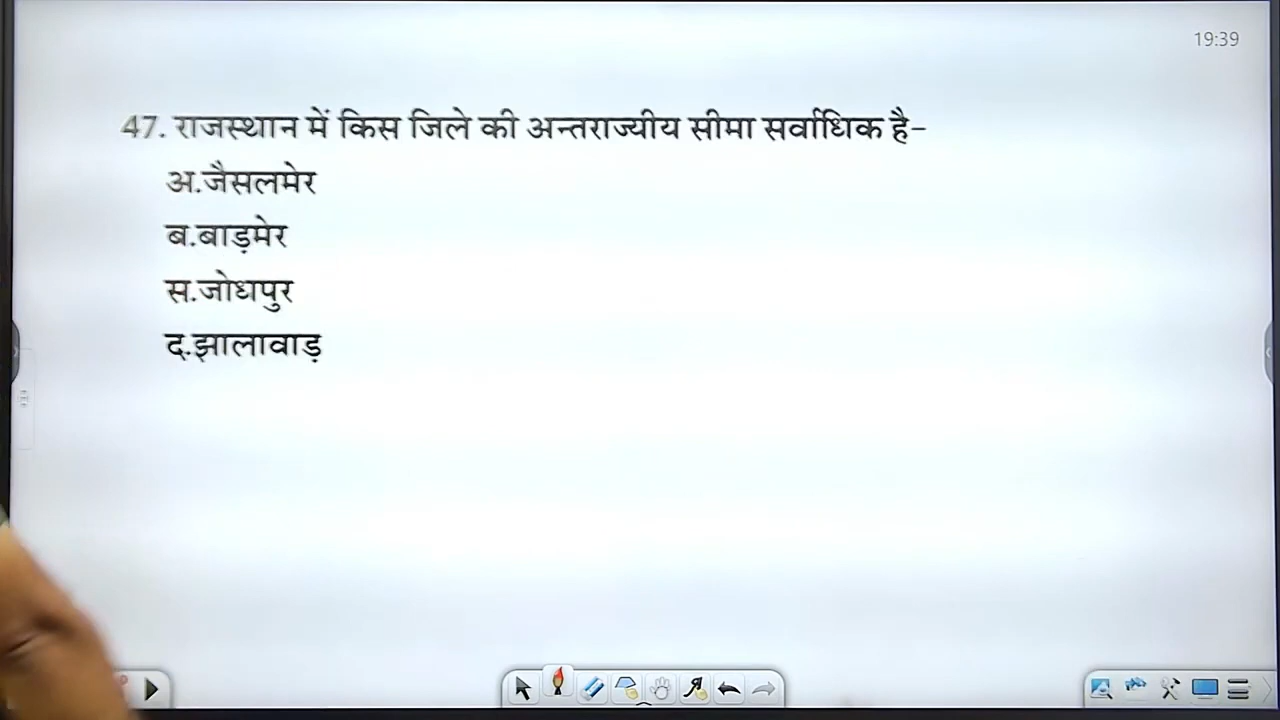 19:39
47. राजस्थान में किस जिले की अन्तराज्यीय सीमा सर्वाधिक है-
अ.जैसलमेर
ब.बाड़मेर
स.जोधपुर
द.झालावाड़